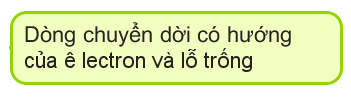 Dòng chuyển dời có hướng
của ê lectron và lỗ trống